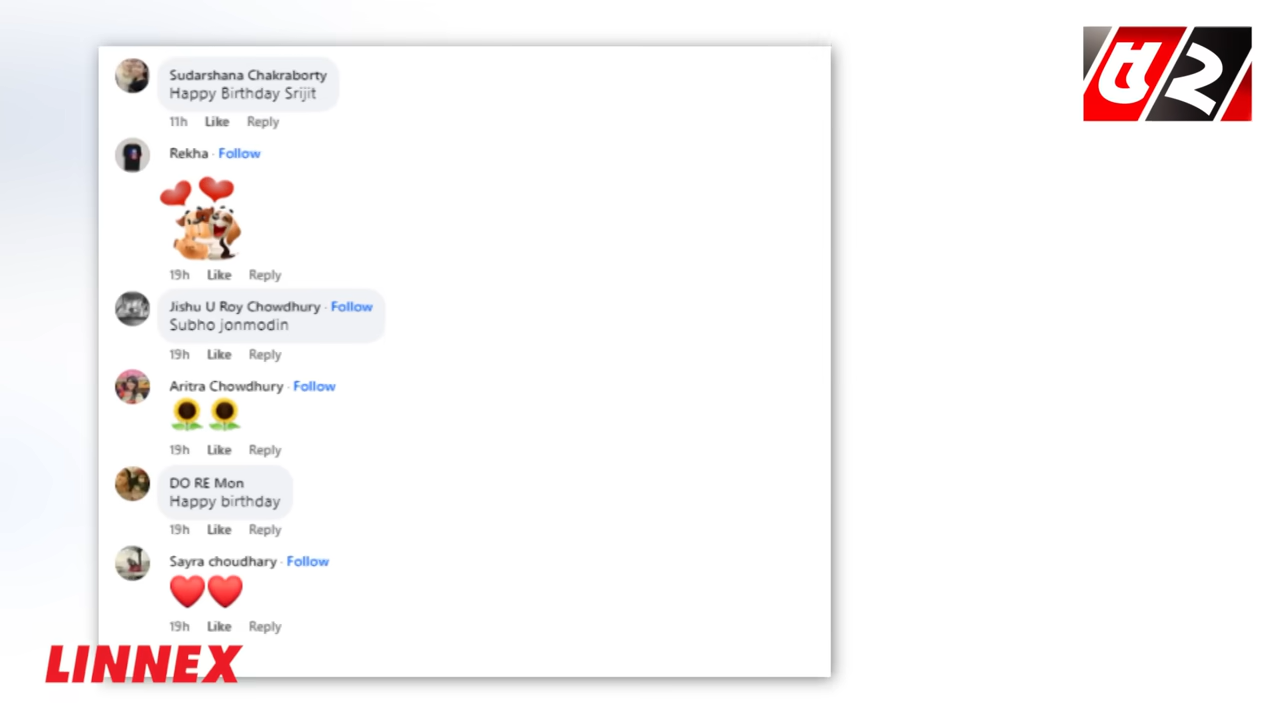 Sudarshana Chakraborty
Happy Birthday Srijit
11h Like Reply
Rekha · Follow
19h Like Reply
Jishu U Roy Chowdhury · Follow
Subho jonmodin
19h Like Reply
Aritra Chowdhury · Follow
19h Like Reply
DO RE Mon
Happy birthday
19h Like Reply
Sayra choudhary · Follow
19h Like Reply
LINNEX